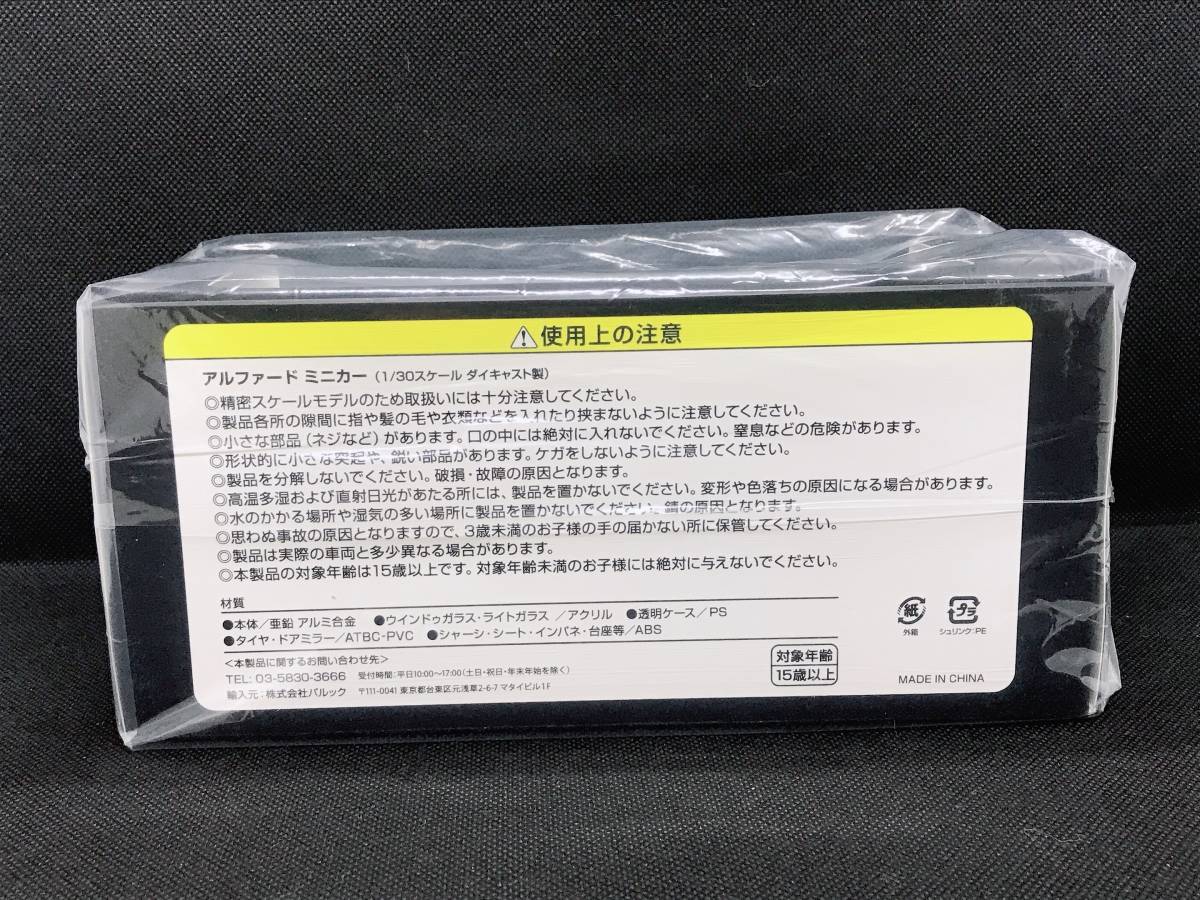 使用上の注意
アルファード ミニカー（1/30スケール ダイキャスト製）
◎精密スケールモデルのため取扱いには十分注意してください。
◎製品各所の隙間に指や髪の毛や衣類などを入れたり挟まないように注意してください。
◎小さな部品（ネジなど）があります。口の中には絶対に入れないでください。窒息などの危険があります。
◎形状的に小さな突起や、鋭い部品があります。ケガをしないように注意してください。
◎製品を分解しないでください。破損・故障の原因となります。
◎高温多湿および直射日光があたる所には、製品を置かないでください。変形や色落ちの原因になる場合があります。
◎水のかかる場所や湿気の多い場所に製品を置かないでください。錆の原因となります。
◎思わぬ事故の原因となりますので、3歳未満のお子様の手の届かない所に保管してください。
◎製品は実際の車両と多少異なる場合があります。
◎本製品の対象年齢は15歳以上です。対象年齢未満のお子様には絶対に与えないでください。
材質
●本体／亜鉛 アルミ合金 ●ウインドゥガラス・ライトガラス ／アクリル ●透明ケース／PS
●タイヤ・ドアミラー／ATBC-PVC ●シャーシ・シート・インパネ・台座等／ABS
＜本製品に関するお問い合わせ先＞
TEL: 03-5830-3666 受付時間：平日10:00〜17:00（土日・祝日・年末年始を除く）
輸入元：株式会社バルック 〒111-0041 東京都台東区元浅草2-6-7 マタイビル1F
対象年齢
15歳以上
紙
外箱
プラ
シュリンク：PE
MADE IN CHINA